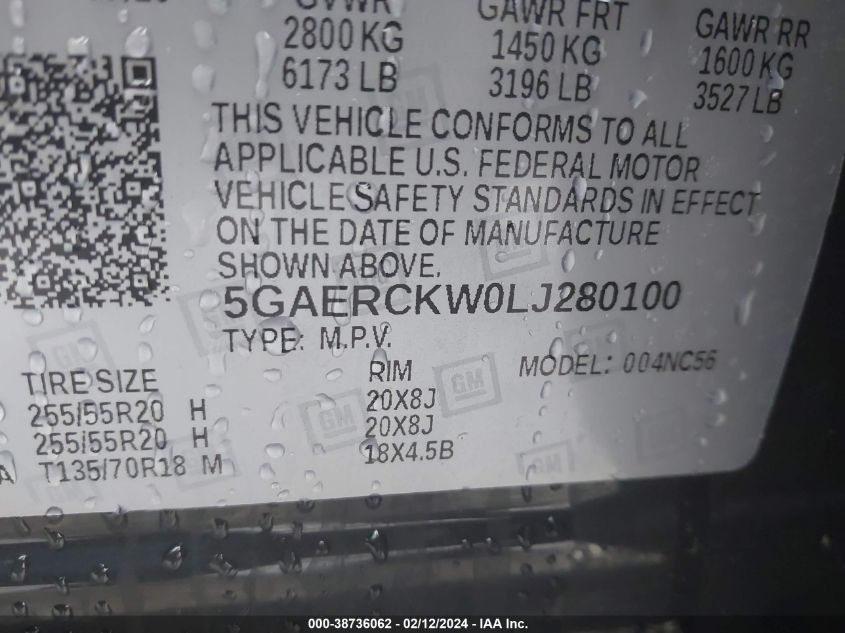 GVWR GAWR FRT GAWR RR
2800 KG 1450 KG 1600 KG
6173 LB 3196 LB 3527 LB
THIS VEHICLE CONFORMS TO ALL
APPLICABLE U.S. FEDERAL MOTOR
VEHICLE SAFETY STANDARDS IN EFFECT
ON THE DATE OF MANUFACTURE
SHOWN ABOVE.
5GAERCKW0LJ280100
TYPE: M.P.V.
MODEL: 004NC56
TIRE SIZE RIM
255/55R20 H 20X8J
255/55R20 H 20X8J
T135/70R18 M 18X4.5B
GM GM
000-38736062 - 02/12/2024 - IAA Inc.